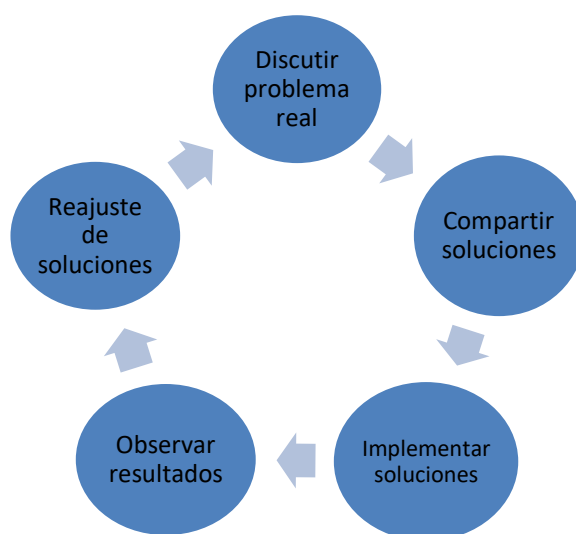 Discutir
problema
real
Compartir
soluciones
Implementar
soluciones
Observar
resultados
Reajuste
de
soluciones